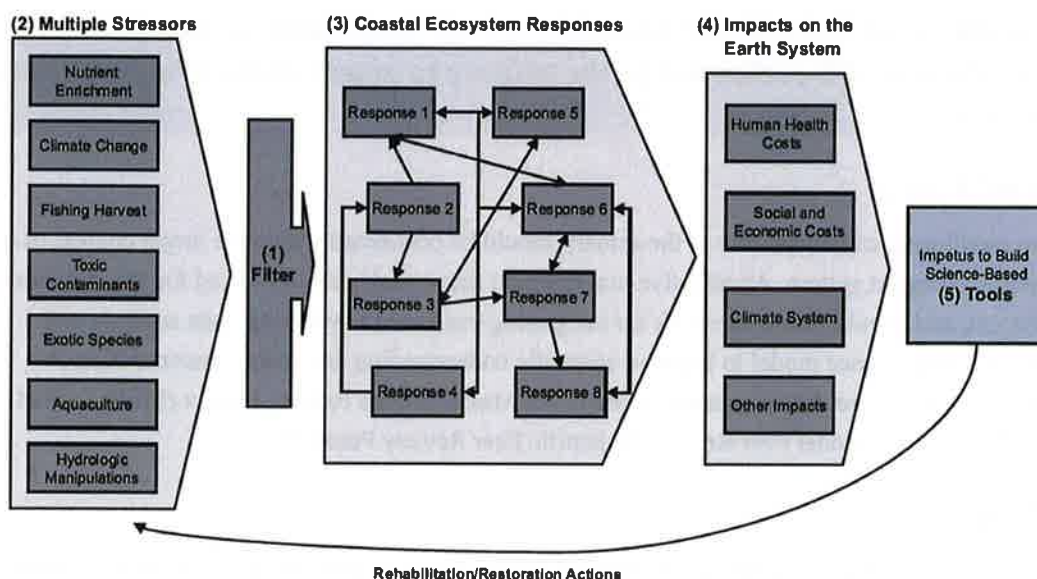 (2) Multiple Stressors
Nutrient
Enrichment
Climate Change
Fishing Harvest
Toxic
Contaminants
Exotic Species
Aquaculture
Hydrologic
Manipulations
(1)
Filter
(3) Coastal Ecosystem Responses
Response 1
Response 5
Response 2
Response 6
Response 3
Response 7
Response 4
Response 8
(4) Impacts on the
Earth System
Human Health
Costs
Social and
Economic Costs
Climate System
Other Impacts
Impetus to Build
Science-Based
(5) Tools
Rehabilitation/Restoration Actions